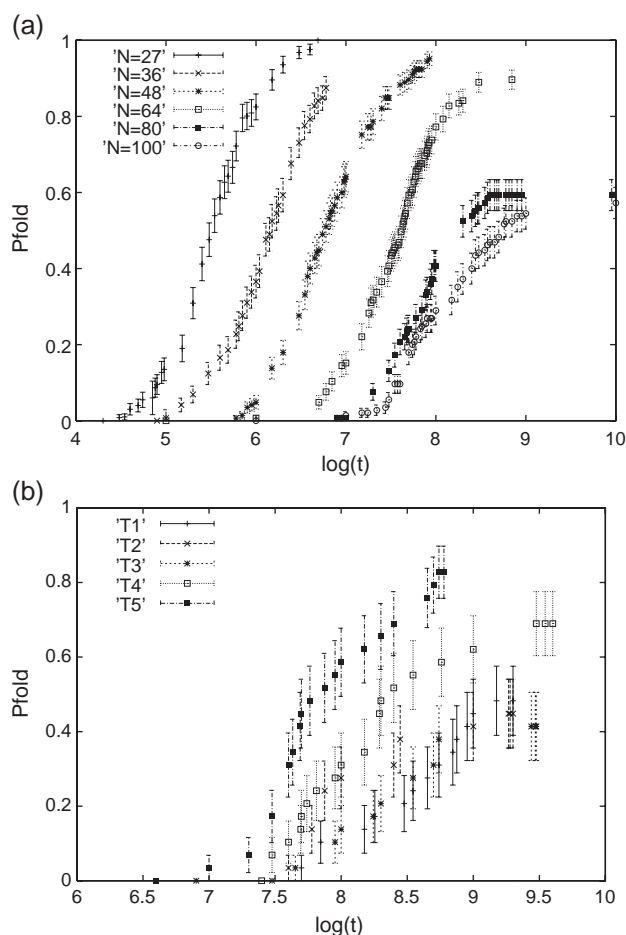 (a)
1
0.8
0.6
0.4
0.2
0
Pfold
'N=27'
'N=36'
'N=48'
'N=64'
'N=80'
'N=100'
4 5 6 7 8 9 10
log(t)
(b)
1
0.8
0.6
0.4
0.2
0
Pfold
'T1'
'T2'
'T3'
'T4'
'T5'
6 6.5 7 7.5 8 8.5 9 9.5 10
log(t)